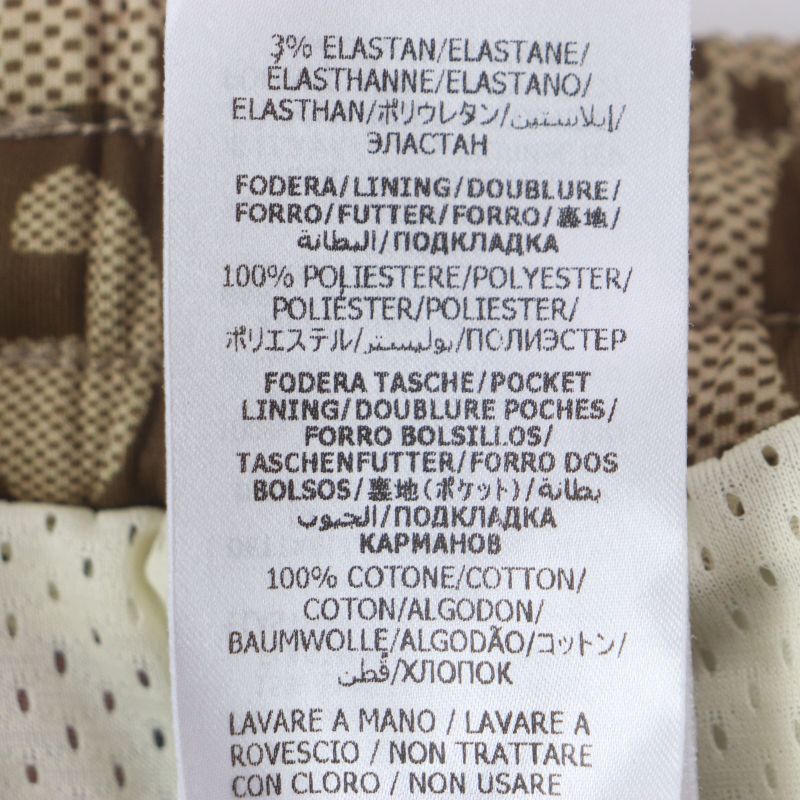 3% ELASTAN/ELASTANE/
ELASTHANNE/ELASTANO/
ELASTHAN/ポリウレタン/إيلاستين/
ЭЛАСТАН
FODERA/LINING/DOUBLURE/
FORRO/FUTTER/FORRO/裏地/
البطانة/ПОДКЛАДКА
100% POLIESTERE/POLYESTER/
POLIÉSTER/POLIESTER/
ポリエステル/بوليستر/ПОЛИЭСТЕР
FODERA TASCHE/POCKET
LINING/DOUBLURE POCHES/
FORRO BOLSILLOS/
TASCHENFUTTER/FORRO DOS
BOLSOS/裏地(ポケット)/بطانة
الجيوب/ПОДКЛАДКА
КАРМАНОВ
100% COTONE/COTTON/
COTON/ALGODON/
BAUMWOLLE/ALGODÃO/コットン/
قطن/ХЛОПОК
LAVARE A MANO / LAVARE A
ROVESCIO / NON TRATTARE
CON CLORO / NON USARE